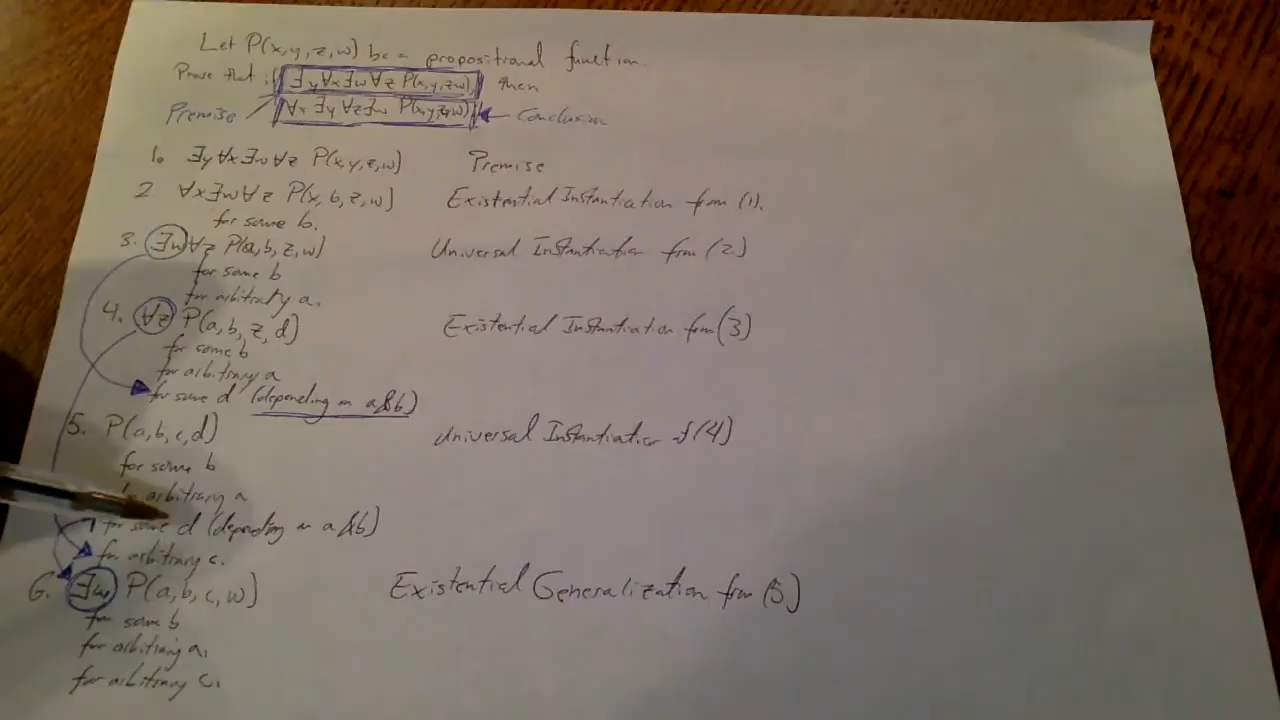 Let P(x,y,z,w) be a propositional function.
Prove that if ∃y∀x∃w∀z P(x,y,z,w), then
Premise ∀x ∃y ∀z∃w P(x,y,z,w) Conclusion
1. ∃y∀x∃w∀z P(x,y,z,w) Premise
2. ∀x∃w∀z P(x,b,z,w) Existential Instantiation from (1).
for some b.
3. ∃w∀z P(a,b,z,w) Universal Instantiation from (2)
for some b
for arbitrary a.
4. ∀z P(a,b,z,d) Existential Instantiation from (3)
for some b
for arbitrary a
for some d (depending on a&b)
5. P(a,b,c,d) Universal Instantiation of (4)
for some b
arbitrary a
for some d (depending on a&b)
for arbitrary c.
6. ∃w P(a,b,c,w) Existential Generalization from (5)
for some b
for arbitrary a.
for arbitrary c.